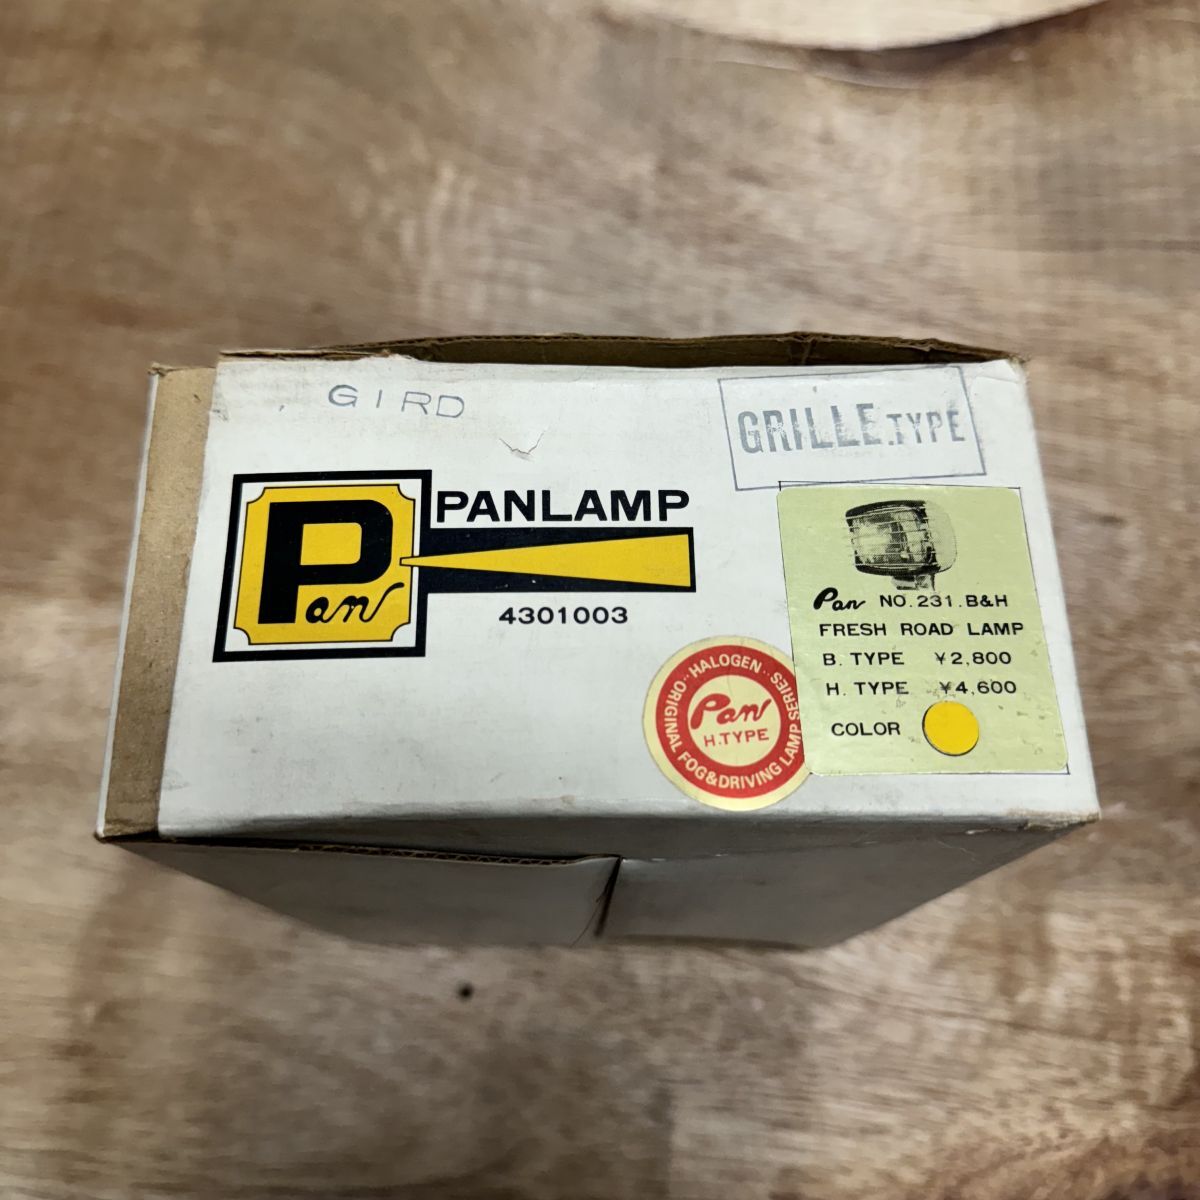 GIRD
GRILLE.TYPE
Pan
PANLAMP
4301003
Pan NO.231.B&H
FRESH ROAD LAMP
B. TYPE ¥2,800
H. TYPE ¥4,600
COLOR
··HALOGEN··
ORIGINAL FOG&DRIVING LAMP SERIES
Pan
H.TYPE